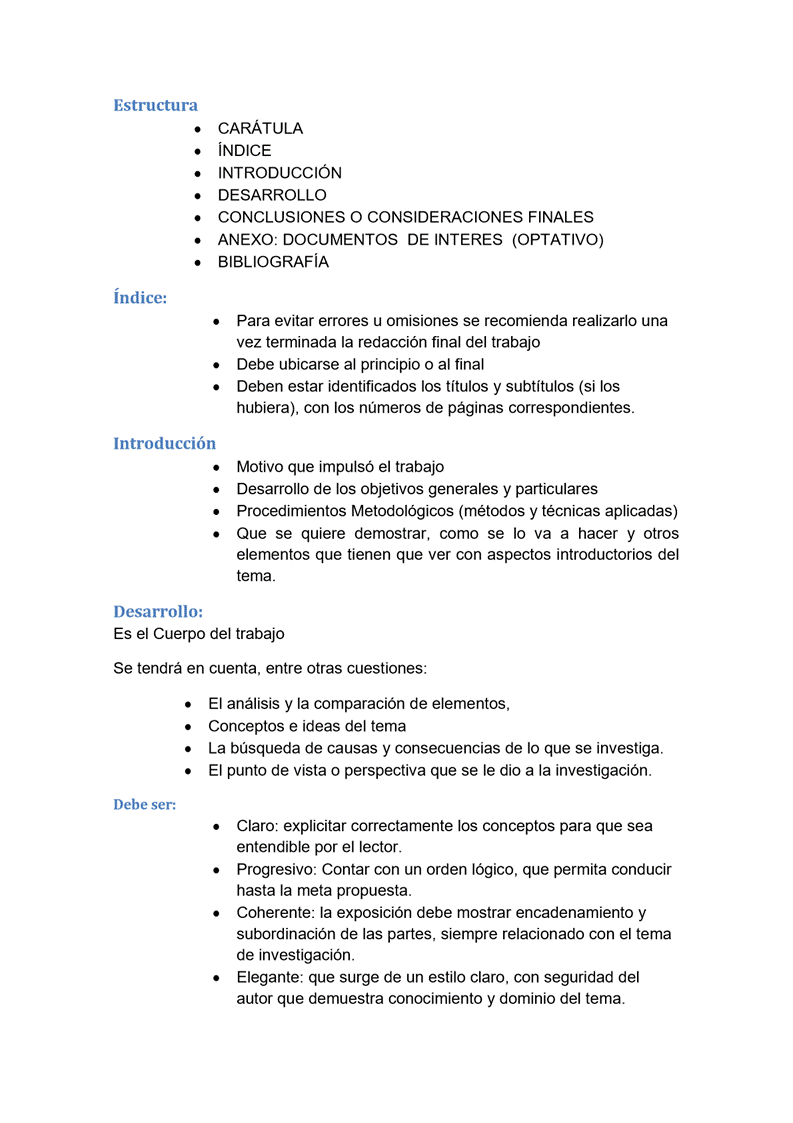 Estructura
• CARÁTULA
• ÍNDICE
• INTRODUCCIÓN
• DESARROLLO
• CONCLUSIONES O CONSIDERACIONES FINALES
• ANEXO: DOCUMENTOS  DE INTERES  (OPTATIVO)
• BIBLIOGRAFÍA
Índice:
• Para evitar errores u omisiones se recomienda realizarlo una
vez terminada la redacción final del trabajo
• Debe ubicarse al principio o al final
• Deben estar identificados los títulos y subtítulos (si los
hubiera), con los números de páginas correspondientes.
Introducción
• Motivo que impulsó el trabajo
• Desarrollo de los objetivos generales y particulares
• Procedimientos Metodológicos (métodos y técnicas aplicadas)
• Que se quiere demostrar, como se lo va a hacer y otros
elementos que tienen que ver con aspectos introductorios del
tema.
Desarrollo:
Es el Cuerpo del trabajo
Se tendrá en cuenta, entre otras cuestiones:
• El análisis y la comparación de elementos,
• Conceptos e ideas del tema
• La búsqueda de causas y consecuencias de lo que se investiga.
• El punto de vista o perspectiva que se le dio a la investigación.
Debe ser:
• Claro: explicitar correctamente los conceptos para que sea
entendible por el lector.
• Progresivo: Contar con un orden lógico, que permita conducir
hasta la meta propuesta.
• Coherente: la exposición debe mostrar encadenamiento y
subordinación de las partes, siempre relacionado con el tema
de investigación.
• Elegante: que surge de un estilo claro, con seguridad del
autor que demuestra conocimiento y dominio del tema.